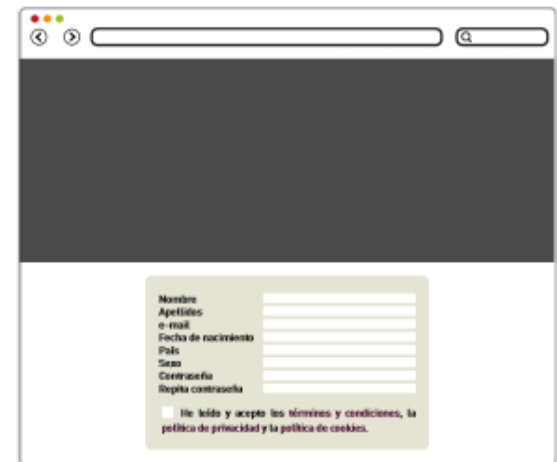 Nombre
Apellidos
e-mail
Fecha de nacimiento
País
Sexo
Contraseña
Repita contraseña
He leído y acepto los términos y condiciones, la
política de privacidad y la política de cookies.